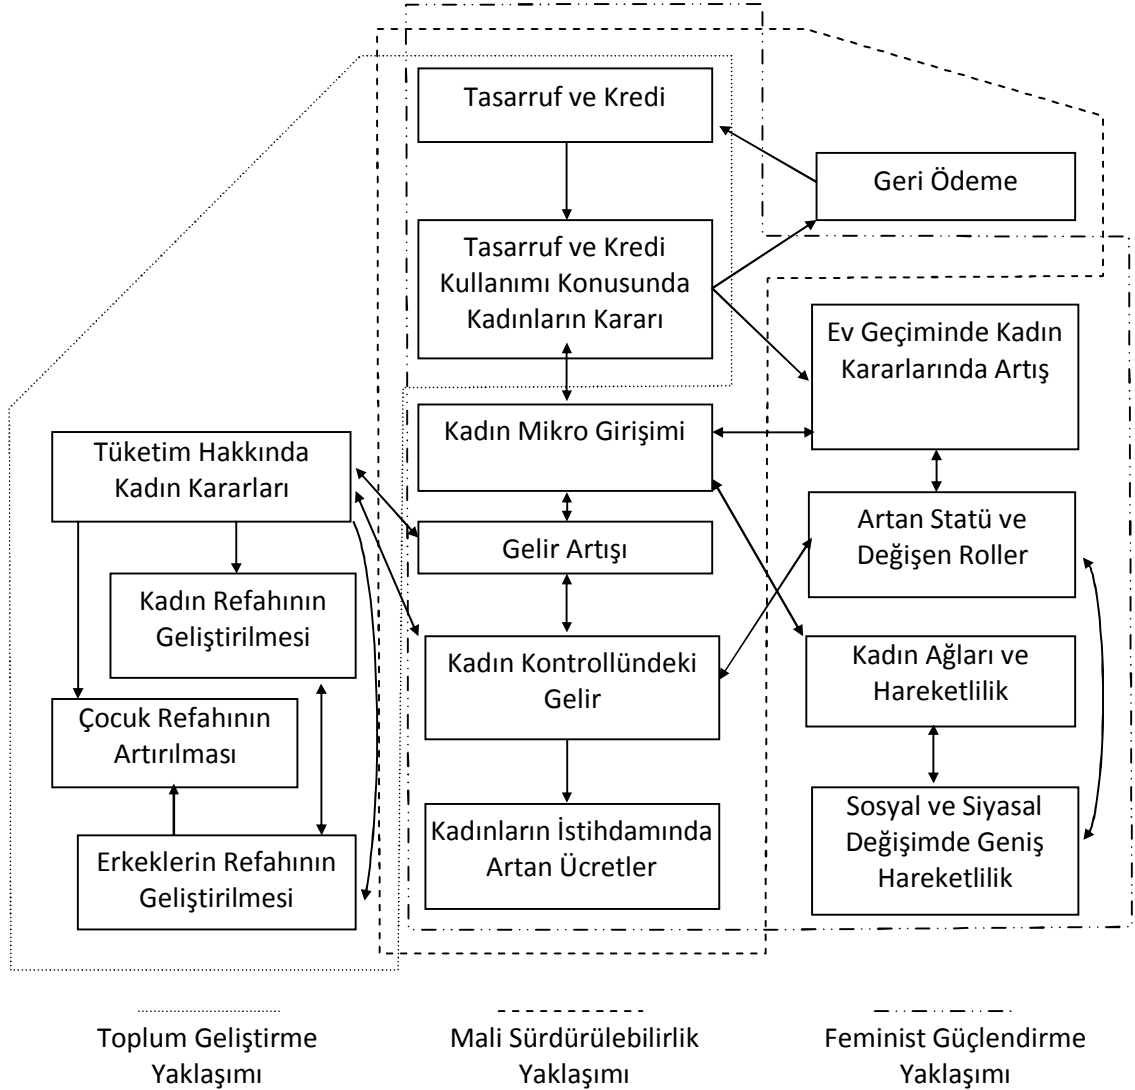 Tasarruf ve Kredi
Geri Ödeme
Tasarruf ve Kredi
Kullanımı Konusunda
Kadınların Kararı
Ev Geçiminde Kadın
Kararlarında Artış
Kadın Mikro Girişimi
Tüketim Hakkında
Kadın Kararları
Artan Statü ve
Değişen Roller
Gelir Artışı
Kadın Refahının
Geliştirilmesi
Kadın Kontrollündeki
Gelir
Kadın Ağları ve
Hareketlilik
Çocuk Refahının
Artırılması
Kadınların İstihdamında
Artan Ücretler
Sosyal ve Siyasal
Değişimde Geniş
Hareketlilik
Erkeklerin Refahının
Geliştirilmesi
Toplum Geliştirme
Yaklaşımı
Mali Sürdürülebilirlik
Yaklaşımı
Feminist Güçlendirme
Yaklaşımı